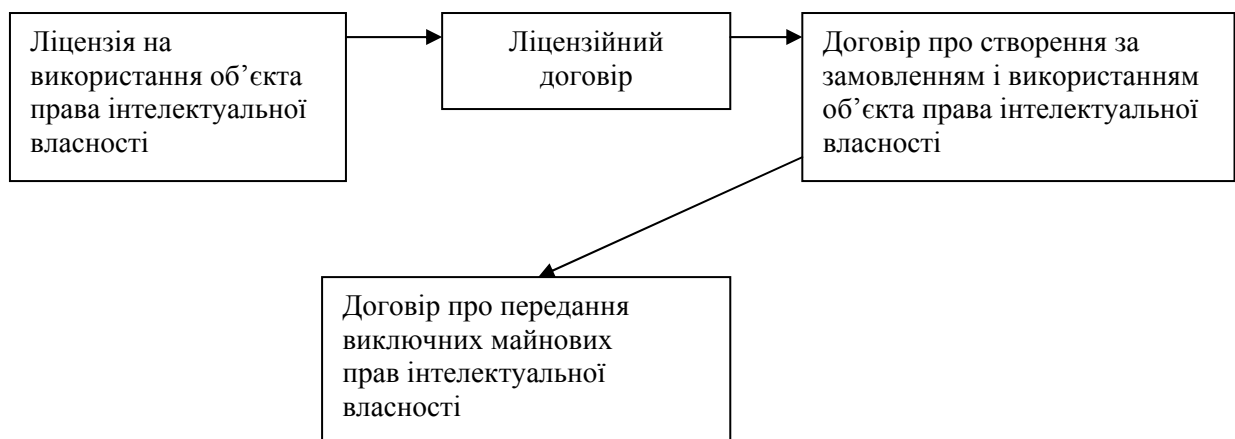 Ліцензія на
використання об’єкта
права інтелектуальної
власності
Ліцензійний
договір
Договір про створення за
замовленням і використанням
об’єкта права інтелектуальної
власності
Договір про передання
виключних майнових
прав інтелектуальної
власності